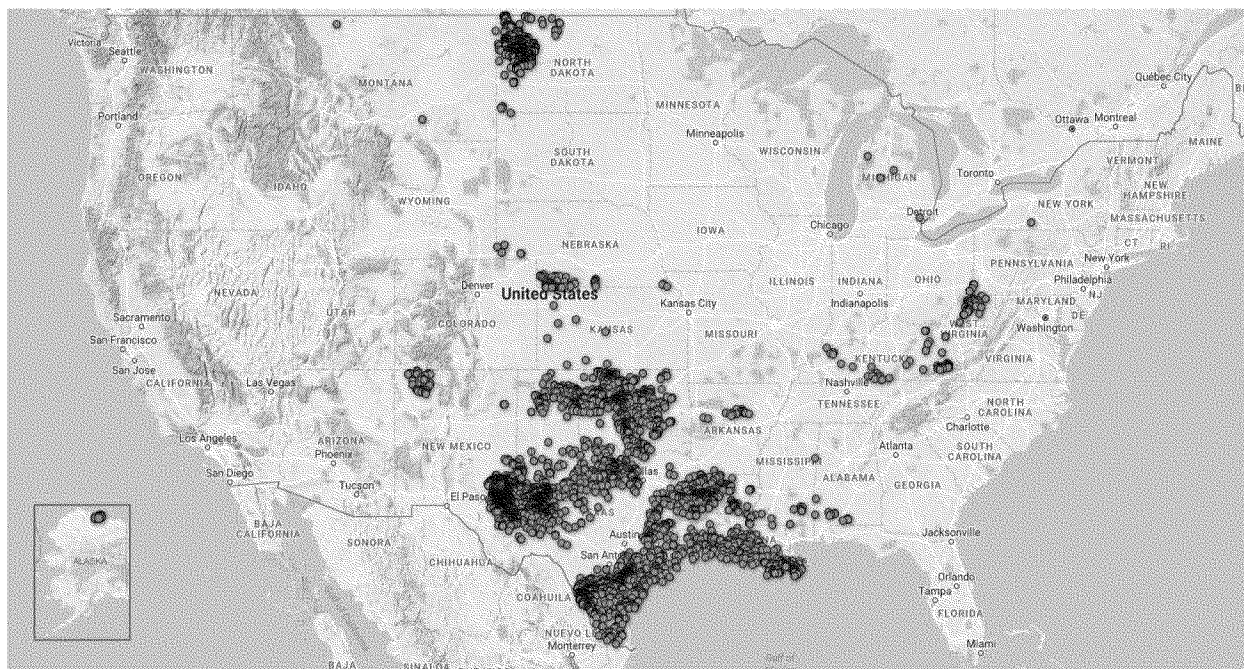 Victoria
Seattle
WASHINGTON
MONTANA
NORTH
DAKOTA
Québec City
Portland
MINNESOTA
Minneapolis
Ottawa
Montreal
MAINE
OREGON
IDAHO
SOUTH
DAKOTA
WISCONSIN
MICHIGAN
Toronto
VERMONT
NEW
HAMPSHIRE
WYOMING
Detroit
NEW YORK
MASSACHUSETTS
Chicago
IOWA
NEBRASKA
CT
RI
PENNSYLVANIA
New York
NEVADA
UTAH
Denver
United States
ILLINOIS
INDIANA
OHIO
Philadelphia
NJ
Indianapolis
Kansas City
MARYLAND
DE
Sacramento
San Francisco
San Jose
COLORADO
KANSAS
MISSOURI
WEST
VIRGINIA
Washington
KENTUCKY
VIRGINIA
CALIFORNIA
Las Vegas
Nashville
TENNESSEE
NORTH
CAROLINA
Charlotte
Los Angeles
ARIZONA
Phoenix
NEW MEXICO
ARKANSAS
Atlanta
SOUTH
CAROLINA
San Diego
Tucson
MISSISSIPPI
ALABAMA
GEORGIA
El Paso
BAJA
CALIFORNIA
SONORA
CHIHUAHUA
Austin
San Anto
Jacksonville
ALASKA
COAHUILA
Orlando
Tampa
FLORIDA
NUEVO L
Monterrey
Miami
BAJA
SINALOA
Gulf of